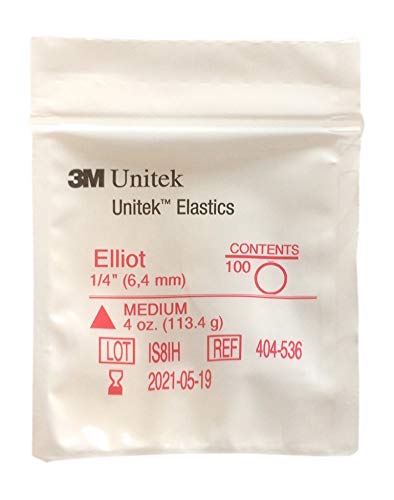 3M Unitek
Unitek™ Elastics
Elliot
1/4" (6,4 mm)
CONTENTS
100
MEDIUM
4 oz. (113.4 g)
LOT IS8IH REF 404-536
2021-05-19